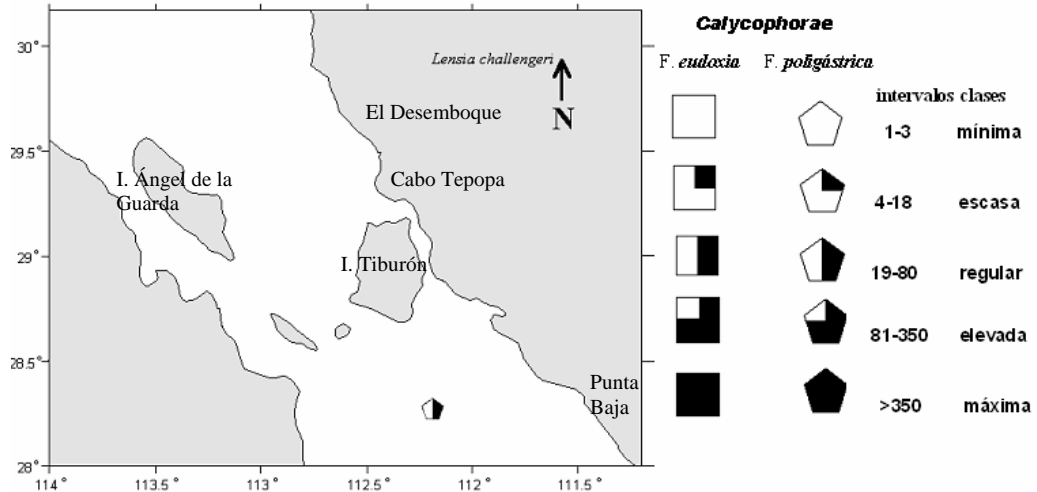 30°
29.5°
29°
28.5°
28°
114 °
113.5 °
113 °
112.5 °
112 °
111.5 °
Lensia challengeri
N
El Desemboque
Cabo Tepopa
I. Ángel de la
Guarda
I. Tiburón
Punta
Baja
Calycophorae
F. eudoxia F. poligástrica
intervalos clases
1-3 mínima
4-18 escasa
19-80 regular
81-350 elevada
>350 máxima